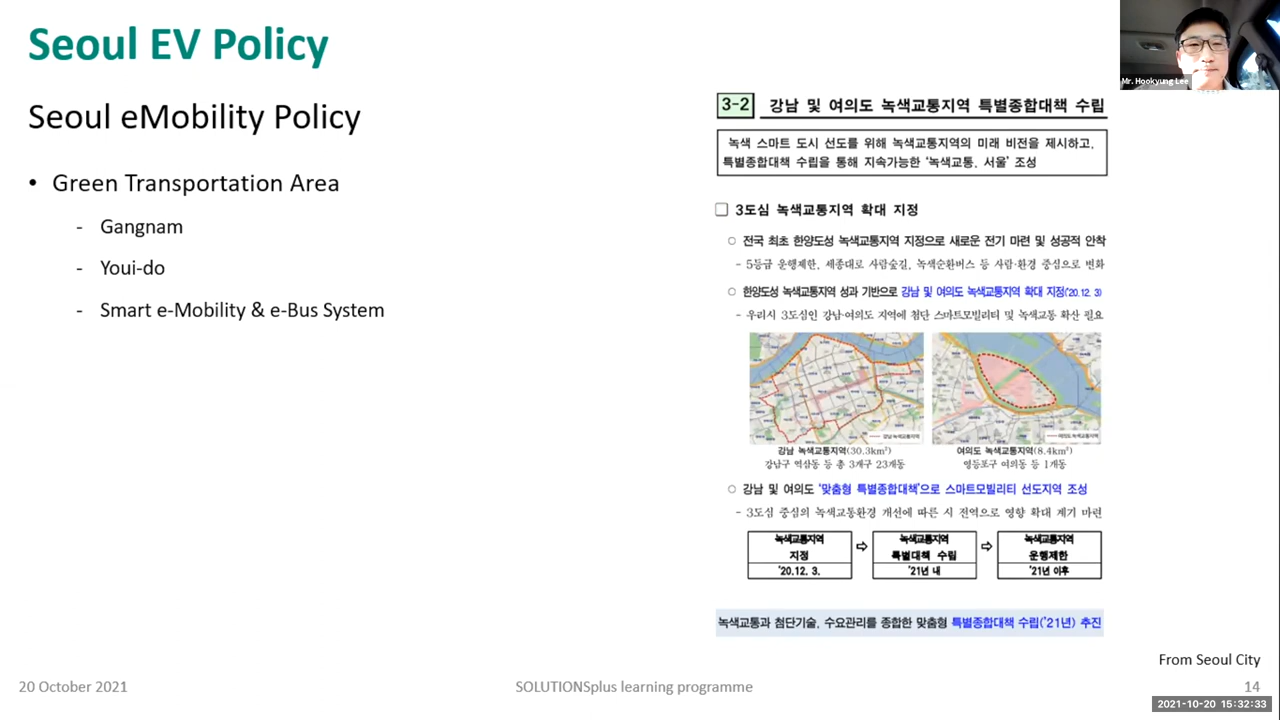 Seoul EV Policy
Mr. Hookyung Lee
Seoul eMobility Policy
• Green Transportation Area
- Gangnam
- Youi-do
- Smart e-Mobility & e-Bus System
3-2 강남 및 여의도 녹색교통지역 특별종합대책 수립
녹색 스마트 도시 선도를 위해 녹색교통지역의 미래 비전을 제시하고,
특별종합대책 수립을 통해 지속가능한 '녹색교통, 서울' 조성
□ 3도심 녹색교통지역 확대 지정
○ 전국 최초 한양도성 녹색교통지역 지정으로 새로운 전기 마련 및 성공적 안착
- 5등급 운행제한, 세종대로 사람숲길, 녹색순환버스 등 사람·환경 중심으로 변화
○ 한양도성 녹색교통지역 성과 기반으로 강남 및 여의도 녹색교통지역 확대 지정('20.12. 3)
- 우리시 3도심인 강남·여의도 지역에 첨단 스마트모빌리티 및 녹색교통 확산 필요
강남 녹색교통지역
여의도 녹색교통지역
강남 녹색교통지역(30.3km²)
강남구 역삼동 등 총 3개구 23개동
여의도 녹색교통지역(8.4km²)
영등포구 여의동 등 1개동
○ 강남 및 여의도 '맞춤형 특별종합대책'으로 스마트모빌리티 선도지역 조성
- 3도심 중심의 녹색교통환경 개선에 따른 시 전역으로 영향 확대 계기 마련
녹색교통지역
지정
'20.12. 3.
⇨
녹색교통지역
특별대책 수립
'21년 내
⇨
녹색교통지역
운행제한
'21년 이후
녹색교통과 첨단기술, 수요관리를 종합한 맞춤형 특별종합대책 수립('21년) 추진
From Seoul City
20 October 2021
SOLUTIONSplus learning programme
14
2021-10-20 15:32:33